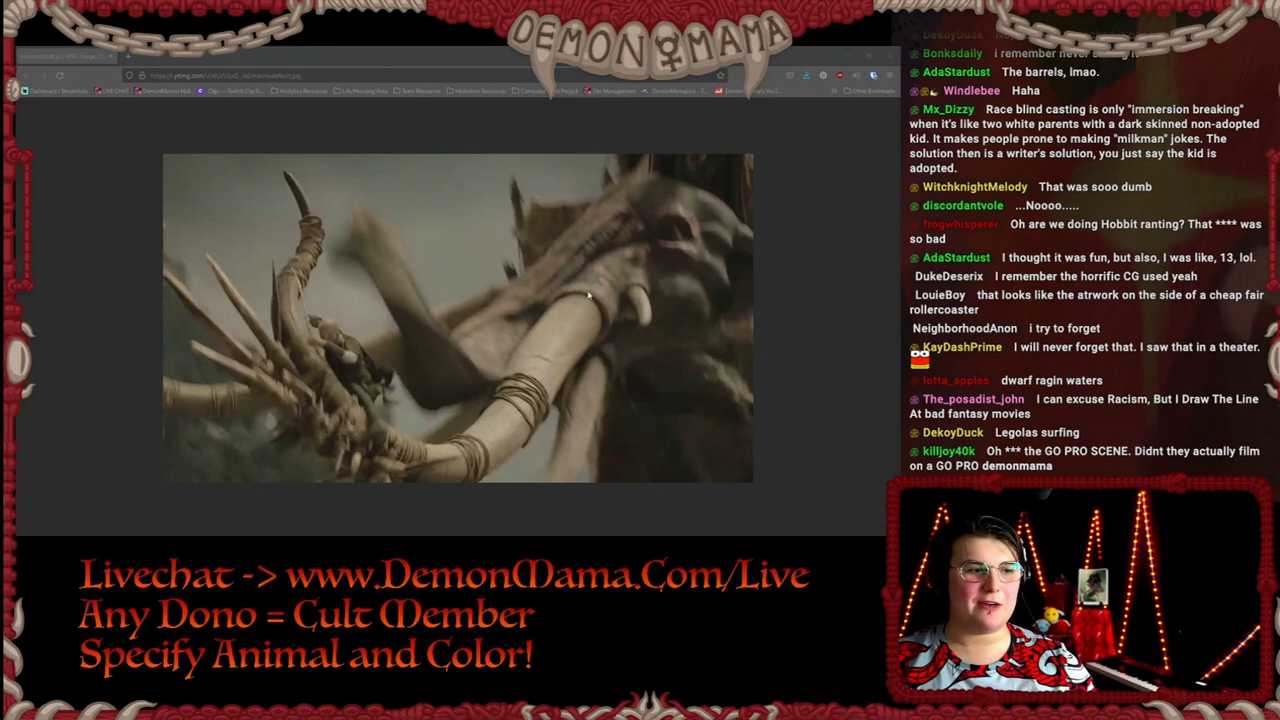 DEMON MAMA
DekoyDuck
Bonksdaily i remember never
AdaStardust The barrels, lmao.
Windlebee Haha
Mx_Dizzy Race blind casting is only "immersion breaking"
when it's like two white parents with a dark skinned non-adopted
kid. It makes people prone to making "milkman" jokes. The
solution then is a writer's solution, you just say the kid is
adopted.
WitchknightMelody That was sooo dumb
discordantvole ...Noooo.....
frogwhisperer Oh are we doing Hobbit ranting? That **** was
so bad
AdaStardust I thought it was fun, but also, I was like, 13, lol.
DukeDeserix I remember the horrific CG used yeah
LouieBoy that looks like the atrwork on the side of a cheap fair
rollercoaster
NeighborhoodAnon i try to forget
KayDashPrime I will never forget that. I saw that in a theater.
lotta_apples dwarf ragin waters
The_posadist_john I can excuse Racism, But I Draw The Line
At bad fantasy movies
DekoyDuck Legolas surfing
killjoy40k Oh *** the GO PRO SCENE. Didnt they actually film
on a GO PRO demonmama
Livechat -> www.DemonMama.Com/Live
Any Dono = Cult Member
Specify Animal and Color!